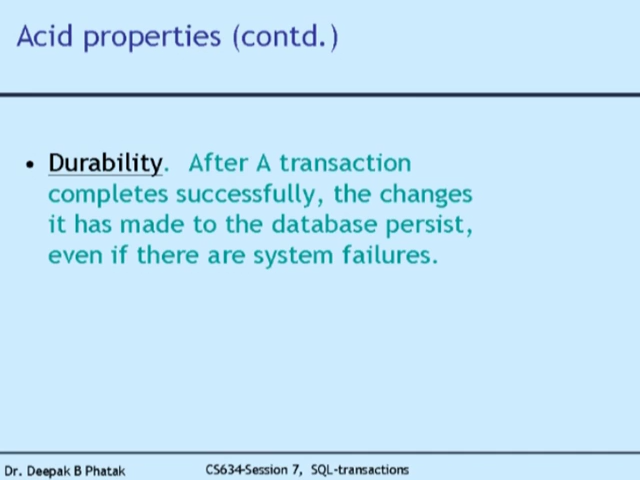 Acid properties (contd.)
• Durability. After A transaction
completes successfully, the changes
it has made to the database persist,
even if there are system failures.
Dr. Deepak B Phatak CS634-Session 7, SQL-transactions